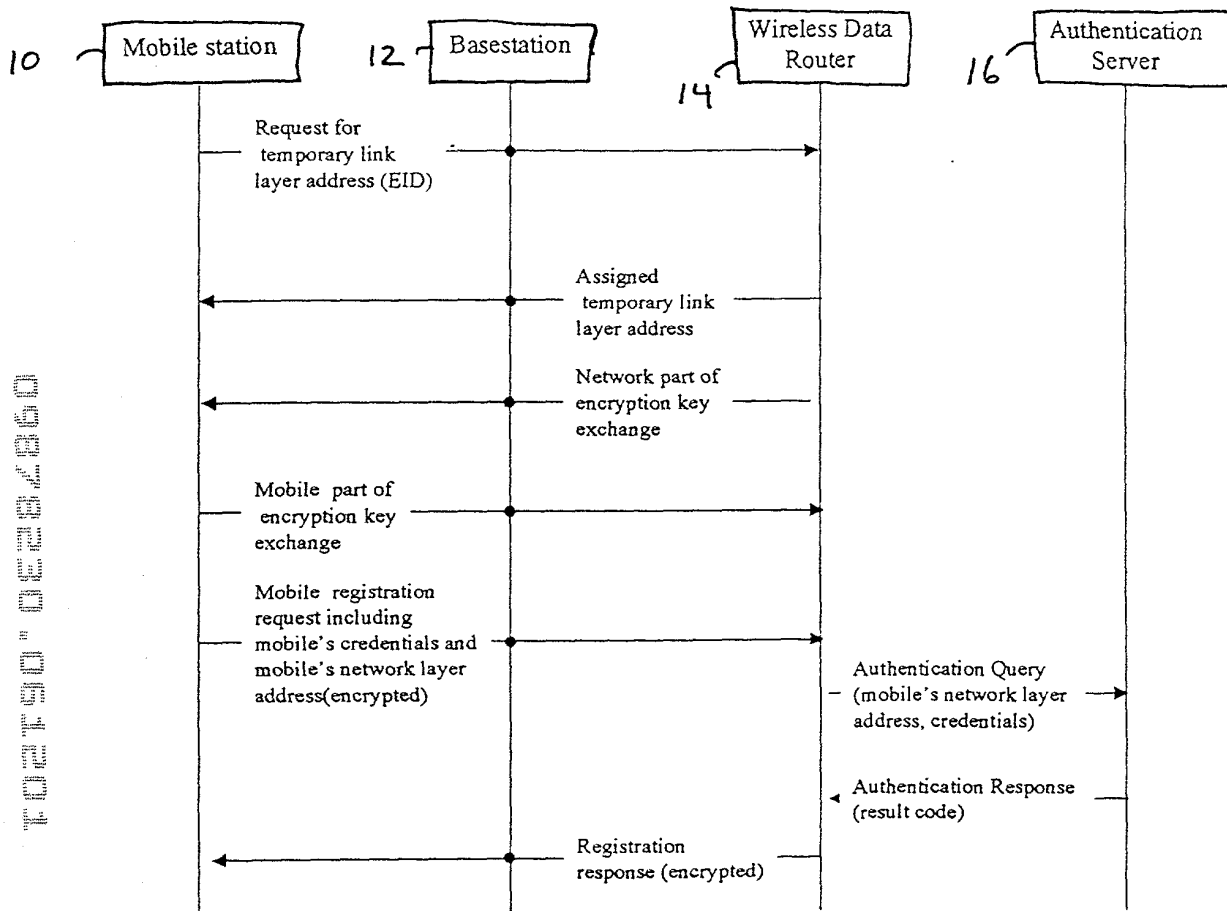 10
Mobile station
12
Basestation
Wireless Data
Router
14
Authentication
Server
16
Request for
temporary link
layer address (EID)
Assigned
temporary link
layer address
Network part of
encryption key
exchange
Mobile part of
encryption key
exchange
Mobile registration
request including
mobile's credentials and
mobile's network layer
address(encrypted)
Authentication Query
(mobile's network layer
address, credentials)
Authentication Response
(result code)
Registration
response (encrypted)
09878230.061201